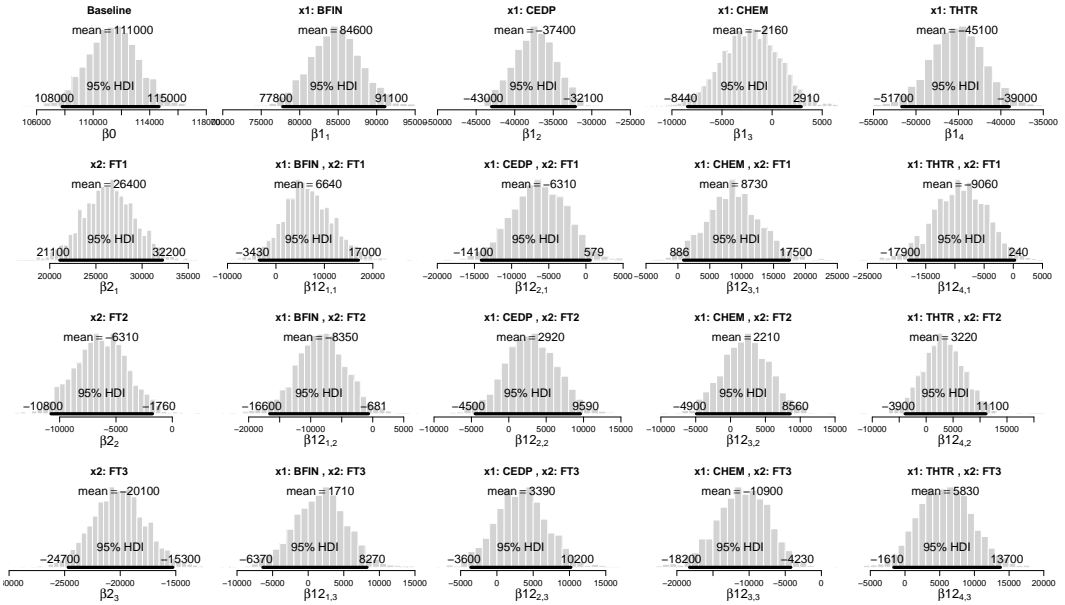 Baseline x1: BFIN x1: CEDP x1: CHEM x1: THTR
mean = 111000 mean = 84600 mean = −37400 mean = −2160 mean = −45100
95% HDI 95% HDI 95% HDI 95% HDI 95% HDI
108000 115000 77800 91100 −43000 −32100 −8440 2910 −51700 −39000
106000 110000 114000 75000 80000 85000 90000 95000 −40000 −35000 −30000 −25000 −10000 −5000 0 5000 −55000 −50000 −45000 −40000 −35000
β0 β1₁ β1₂ β1₃ β1₄
x2: FT1 x1: BFIN , x2: FT1 x1: CEDP , x2: FT1 x1: CHEM , x2: FT1 x1: THTR , x2: FT1
mean = 26400 mean = 6640 mean = −6310 mean = 8730 mean = −9060
95% HDI 95% HDI 95% HDI 95% HDI 95% HDI
21100 32200 −3430 17000 −14100 579 886 17500 −17900 240
20000 25000 30000 35000 −10000 0 10000 20000 −20000 −15000 −10000 −5000 0 5000 −5000 0 5000 10000 15000 20000 25000 −25000 −15000 −5000 0 5000
β2₁ β12₁,₁ β12₂,₁ β12₃,₁ β12₄,₁
x2: FT2 x1: BFIN , x2: FT2 x1: CEDP , x2: FT2 x1: CHEM , x2: FT2 x1: THTR , x2: FT2
mean = −6310 mean = −8350 mean = 2920 mean = 2210 mean = 3220
95% HDI 95% HDI 95% HDI 95% HDI 95% HDI
−10800 −1760 −16600 −681 −4500 9590 −4900 8560 −3900 11100
−10000 −5000 0 −20000 −10000 −5000 0 5000 −10000 −5000 0 5000 10000 15000 −10000 −5000 0 5000 10000 15000 −10000 0 5000 15000
β2₂ β12₁,₂ β12₂,₂ β12₃,₂ β12₄,₂
x2: FT3 x1: BFIN , x2: FT3 x1: CEDP , x2: FT3 x1: CHEM , x2: FT3 x1: THTR , x2: FT3
mean = −20100 mean = 1710 mean = 3390 mean = −10900 mean = 5830
95% HDI 95% HDI 95% HDI 95% HDI 95% HDI
−24700 −15300 −6370 8270 −3600 10200 −18200 −4230 −1610 13700
−25000 −20000 −15000 −10000 −5000 0 5000 10000 15000 −5000 0 5000 10000 15000 −20000 −10000 −5000 0 −5000 0 5000 10000 15000 20000
β2₃ β12₁,₃ β12₂,₃ β12₃,₃ β12₄,₃